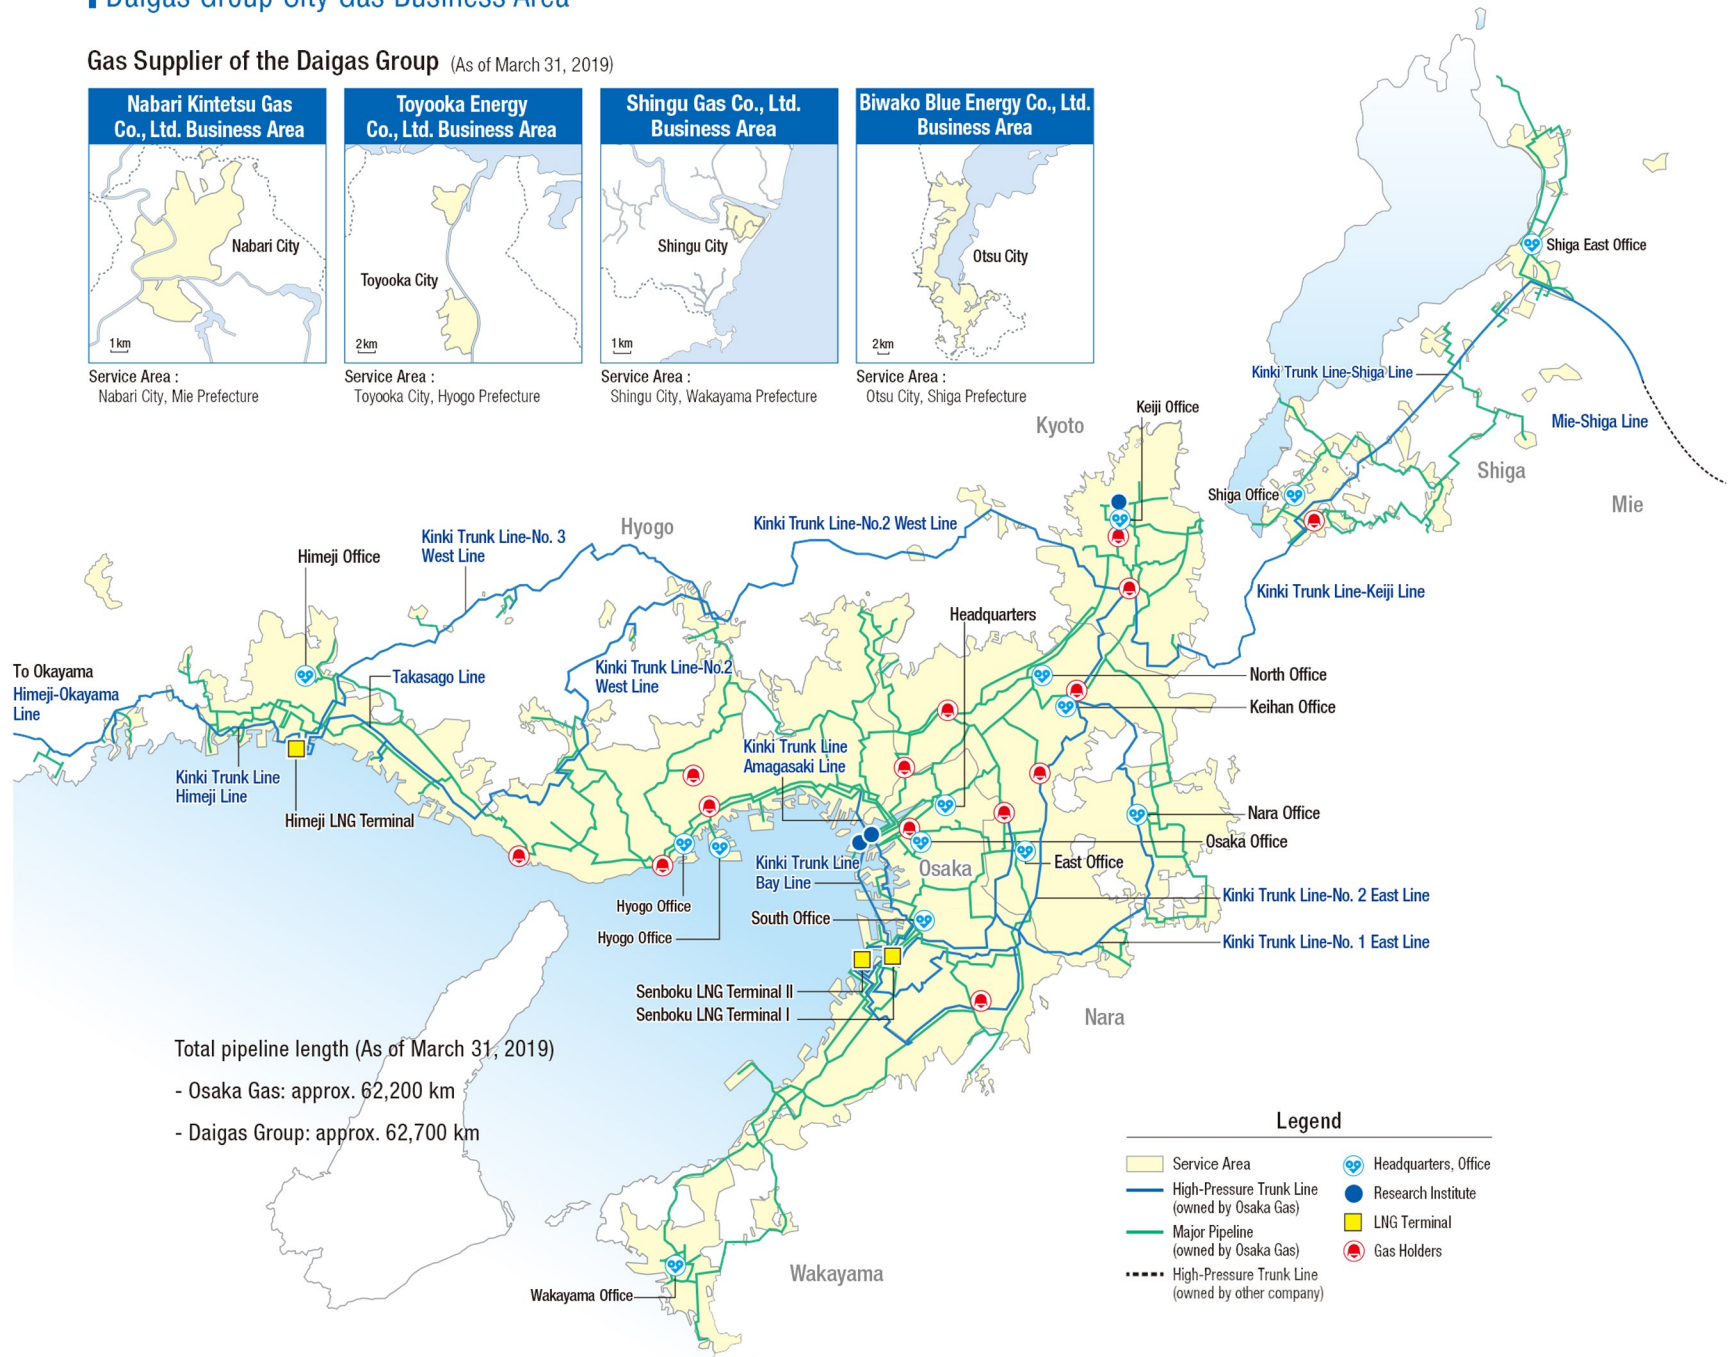 Daigas Group City Gas Business Area
Gas Supplier of the Daigas Group (As of March 31, 2019)
Nabari Kintetsu Gas
Co., Ltd. Business Area
Nabari City
1km
Service Area :
Nabari City, Mie Prefecture
Toyooka Energy
Co., Ltd. Business Area
Toyooka City
2km
Service Area :
Toyooka City, Hyogo Prefecture
Shingu Gas Co., Ltd.
Business Area
Shingu City
1km
Service Area :
Shingu City, Wakayama Prefecture
Biwako Blue Energy Co., Ltd.
Business Area
Otsu City
2km
Service Area :
Otsu City, Shiga Prefecture
Shiga East Office
Kinki Trunk Line-Shiga Line
Mie-Shiga Line
Keiji Office
Kyoto
Shiga
Shiga Office
Mie
Hyogo
Kinki Trunk Line-No.2 West Line
Kinki Trunk Line-No. 3
West Line
Himeji Office
Kinki Trunk Line-Keiji Line
Headquarters
To Okayama
Himeji-Okayama
Line
Takasago Line
Kinki Trunk Line-No.2
West Line
North Office
Keihan Office
Kinki Trunk Line
Amagasaki Line
Kinki Trunk Line
Himeji Line
Himeji LNG Terminal
Nara Office
Osaka Office
East Office
Osaka
Kinki Trunk Line
Bay Line
Hyogo Office
Kinki Trunk Line-No. 2 East Line
South Office
Hyogo Office
Kinki Trunk Line-No. 1 East Line
Senboku LNG Terminal II
Senboku LNG Terminal I
Nara
Total pipeline length (As of March 31, 2019)
- Osaka Gas: approx. 62,200 km
- Daigas Group: approx. 62,700 km
Wakayama
Wakayama Office
Legend
Service Area
High-Pressure Trunk Line
(owned by Osaka Gas)
Major Pipeline
(owned by Osaka Gas)
High-Pressure Trunk Line
(owned by other company)
Headquarters, Office
Research Institute
LNG Terminal
Gas Holders